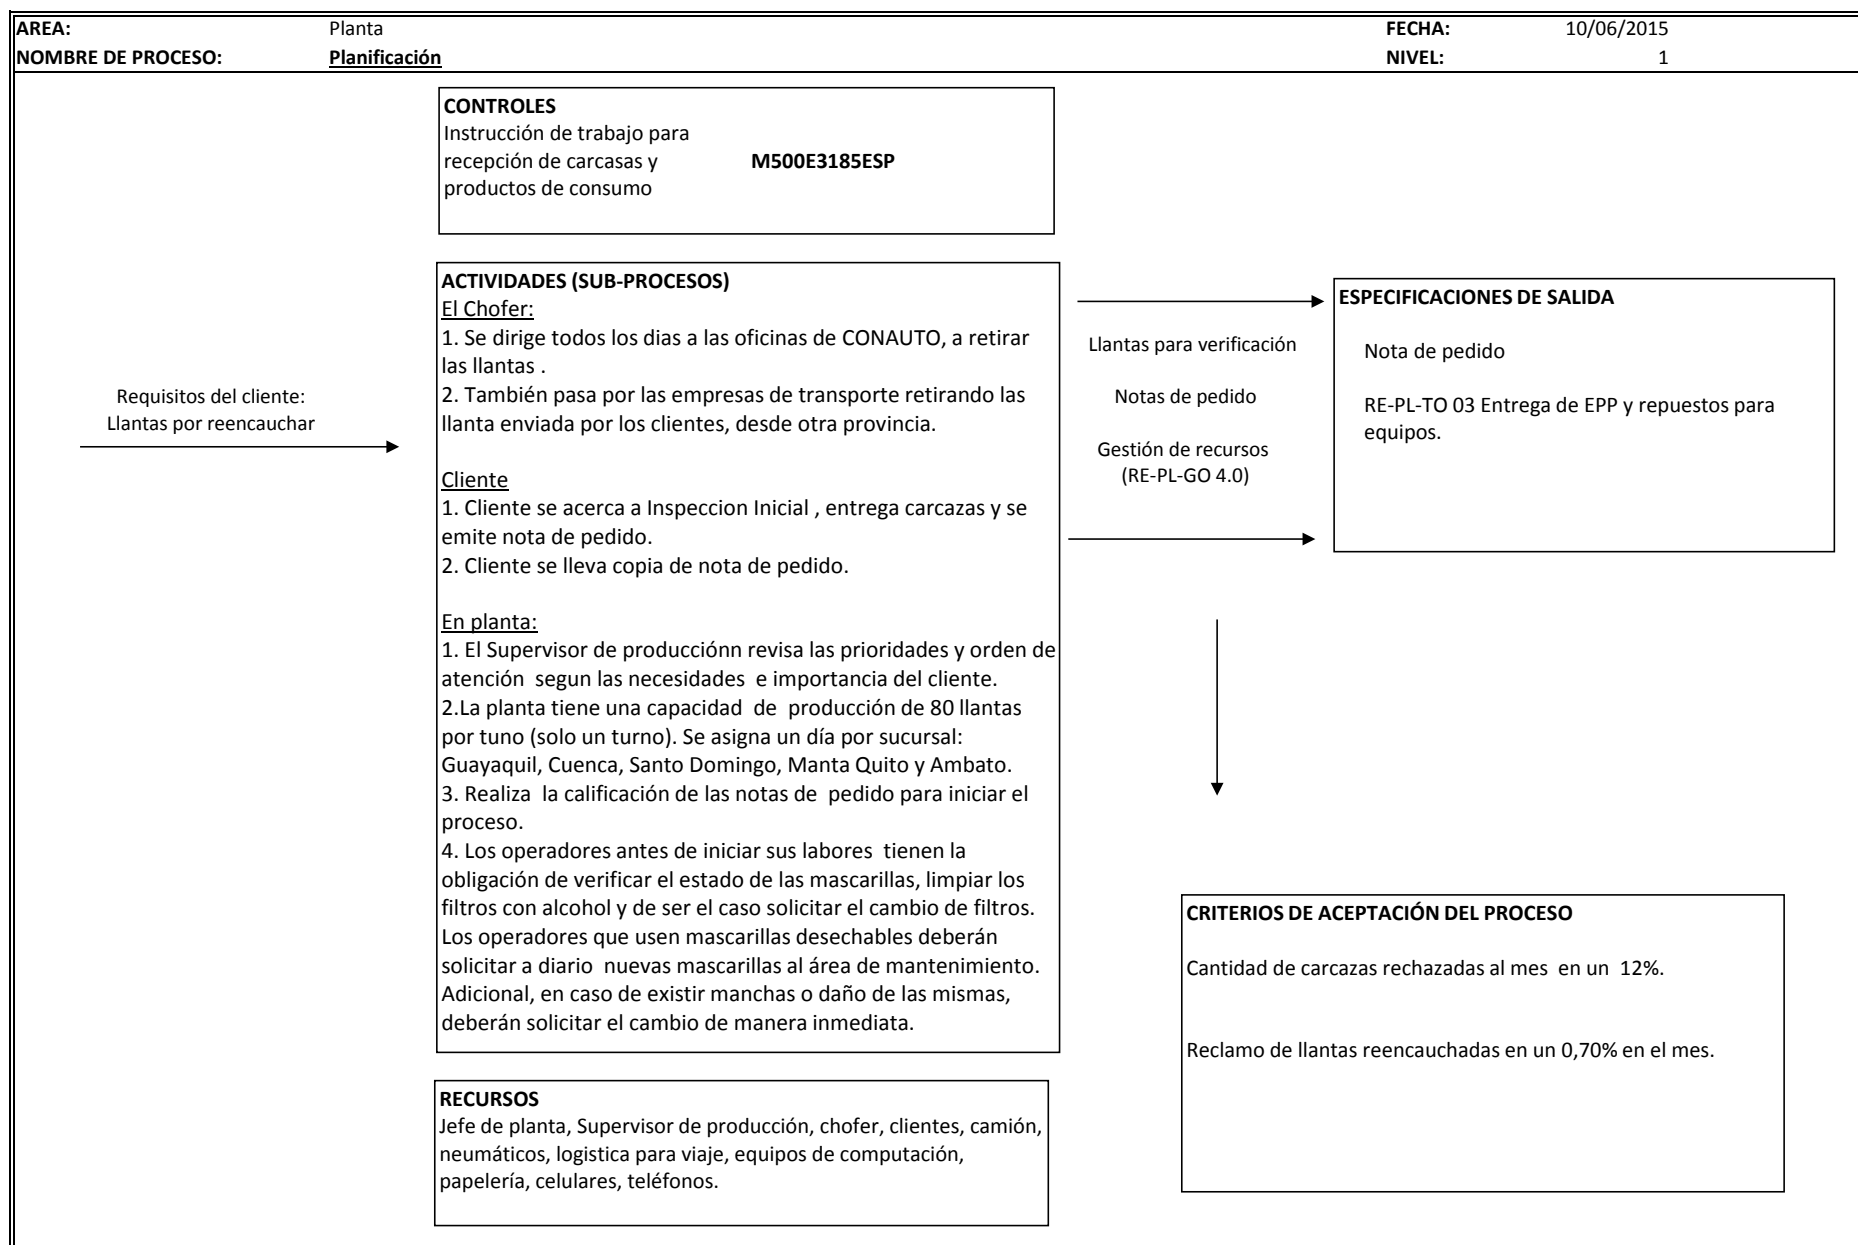 AREA: Planta FECHA: 10/06/2015
NOMBRE DE PROCESO: Planificación NIVEL: 1
CONTROLES
Instrucción de trabajo para
recepción de carcasas y M500E3185ESP
productos de consumo
Requisitos del cliente:
Llantas por reencauchar
ACTIVIDADES (SUB-PROCESOS)
El Chofer:
1. Se dirige todos los dias a las oficinas de CONAUTO, a retirar
las llantas .
2. También pasa por las empresas de transporte retirando las
llanta enviada por los clientes, desde otra provincia.
Cliente
1. Cliente se acerca a Inspeccion Inicial , entrega carcazas y se
emite nota de pedido.
2. Cliente se lleva copia de nota de pedido.
En planta:
1. El Supervisor de producciónn revisa las prioridades y orden de
atención segun las necesidades e importancia del cliente.
2.La planta tiene una capacidad de producción de 80 llantas
por tuno (solo un turno). Se asigna un día por sucursal:
Guayaquil, Cuenca, Santo Domingo, Manta Quito y Ambato.
3. Realiza la calificación de las notas de pedido para iniciar el
proceso.
4. Los operadores antes de iniciar sus labores tienen la
obligación de verificar el estado de las mascarillas, limpiar los
filtros con alcohol y de ser el caso solicitar el cambio de filtros.
Los operadores que usen mascarillas desechables deberán
solicitar a diario nuevas mascarillas al área de mantenimiento.
Adicional, en caso de existir manchas o daño de las mismas,
deberán solicitar el cambio de manera inmediata.
Llantas para verificación
Notas de pedido
Gestión de recursos
(RE-PL-GO 4.0)
ESPECIFICACIONES DE SALIDA
Nota de pedido
RE-PL-TO 03 Entrega de EPP y repuestos para
equipos.
CRITERIOS DE ACEPTACIÓN DEL PROCESO
Cantidad de carcazas rechazadas al mes en un 12%.
Reclamo de llantas reencauchadas en un 0,70% en el mes.
RECURSOS
Jefe de planta, Supervisor de producción, chofer, clientes, camión,
neumáticos, logistica para viaje, equipos de computación,
papelería, celulares, teléfonos.